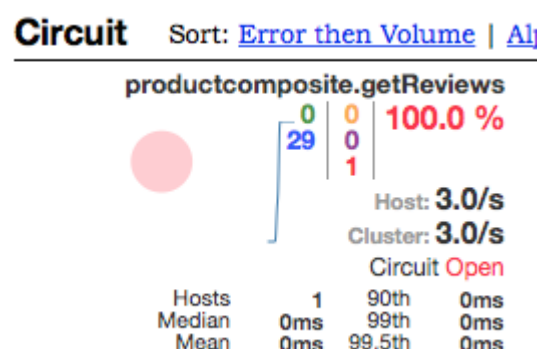 Circuit Sort: Error then Volume |
productcomposite.getReviews
0 0 100.0 %
29 0
1
Host: 3.0/s
Cluster: 3.0/s
Circuit Open
Hosts 1 90th 0ms
Median 0ms 99th 0ms
Mean 0ms 99.5th 0ms